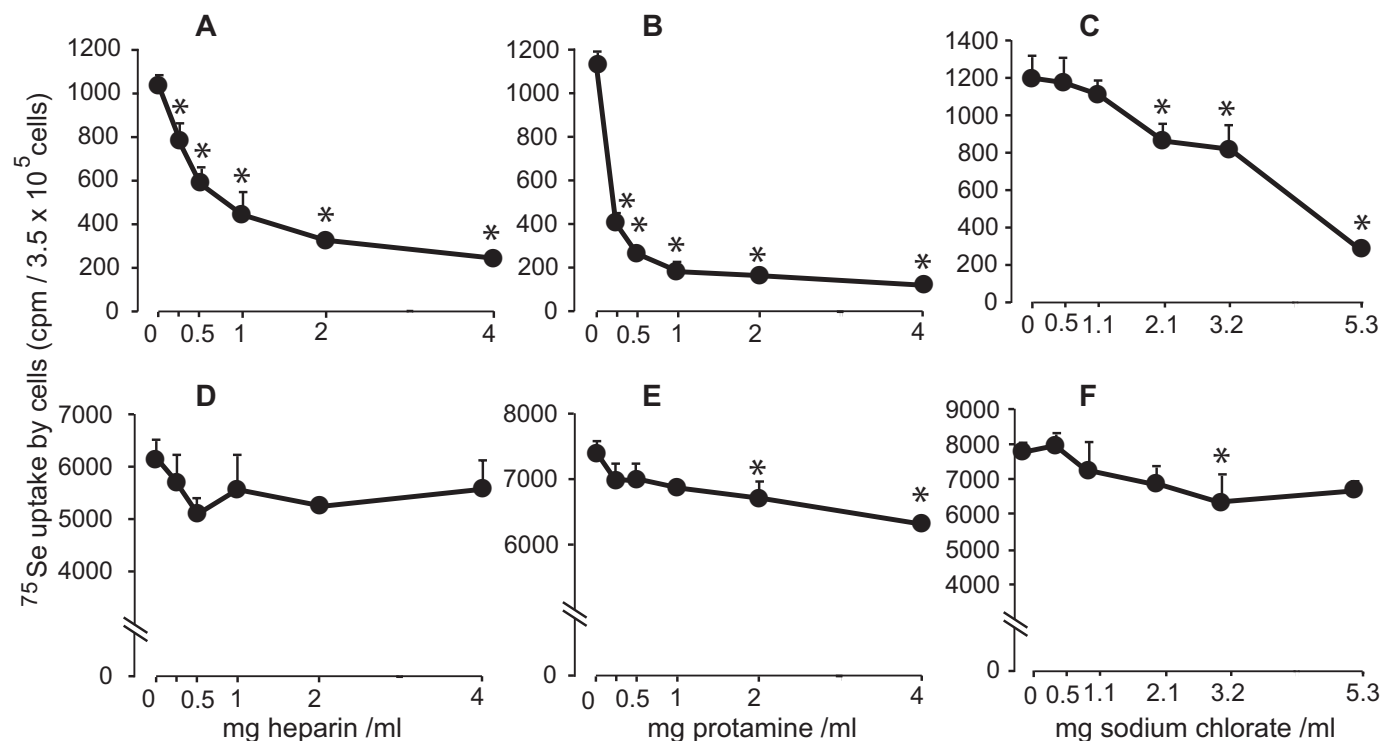 A
B
C
75Se uptake by cells (cpm / 3.5 x 10 5 cells)
1200
1000
800
600
400
200
0
* * * * *
0 0.5 1 2 4
1200
1000
800
600
400
200
0
* * * * *
0 0.5 1 2 4
1400
1200
1000
800
600
400
200
0
* * *
0 0.5 1.1 2.1 3.2 5.3
D
E
F
7000
6000
5000
4000
0
0 0.5 1 2 4
mg heparin /ml
8000
7000
6000
0
* *
0 0.5 1 2 4
mg protamine /ml
9000
8000
7000
6000
5000
4000
0
*
0 0.5 1.1 2.1 3.2 5.3
mg sodium chlorate /ml